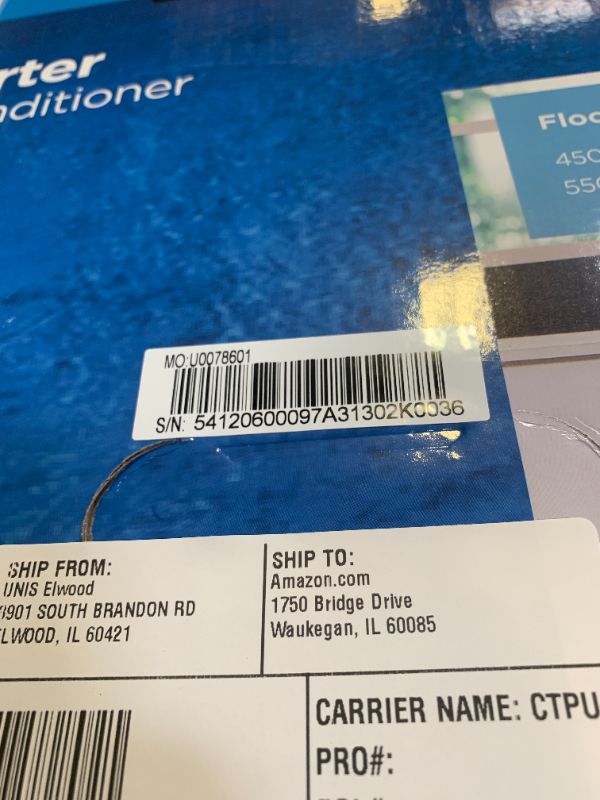 rter
nditioner
Floo
450
550
MO:U0078601
S/N: 54120600097A31302K0036
SHIP FROM:
UNIS Elwood
901 SOUTH BRANDON RD
ELWOOD, IL 60421
SHIP TO:
Amazon.com
1750 Bridge Drive
Waukegan, IL 60085
CARRIER NAME: CTPU
PRO#: